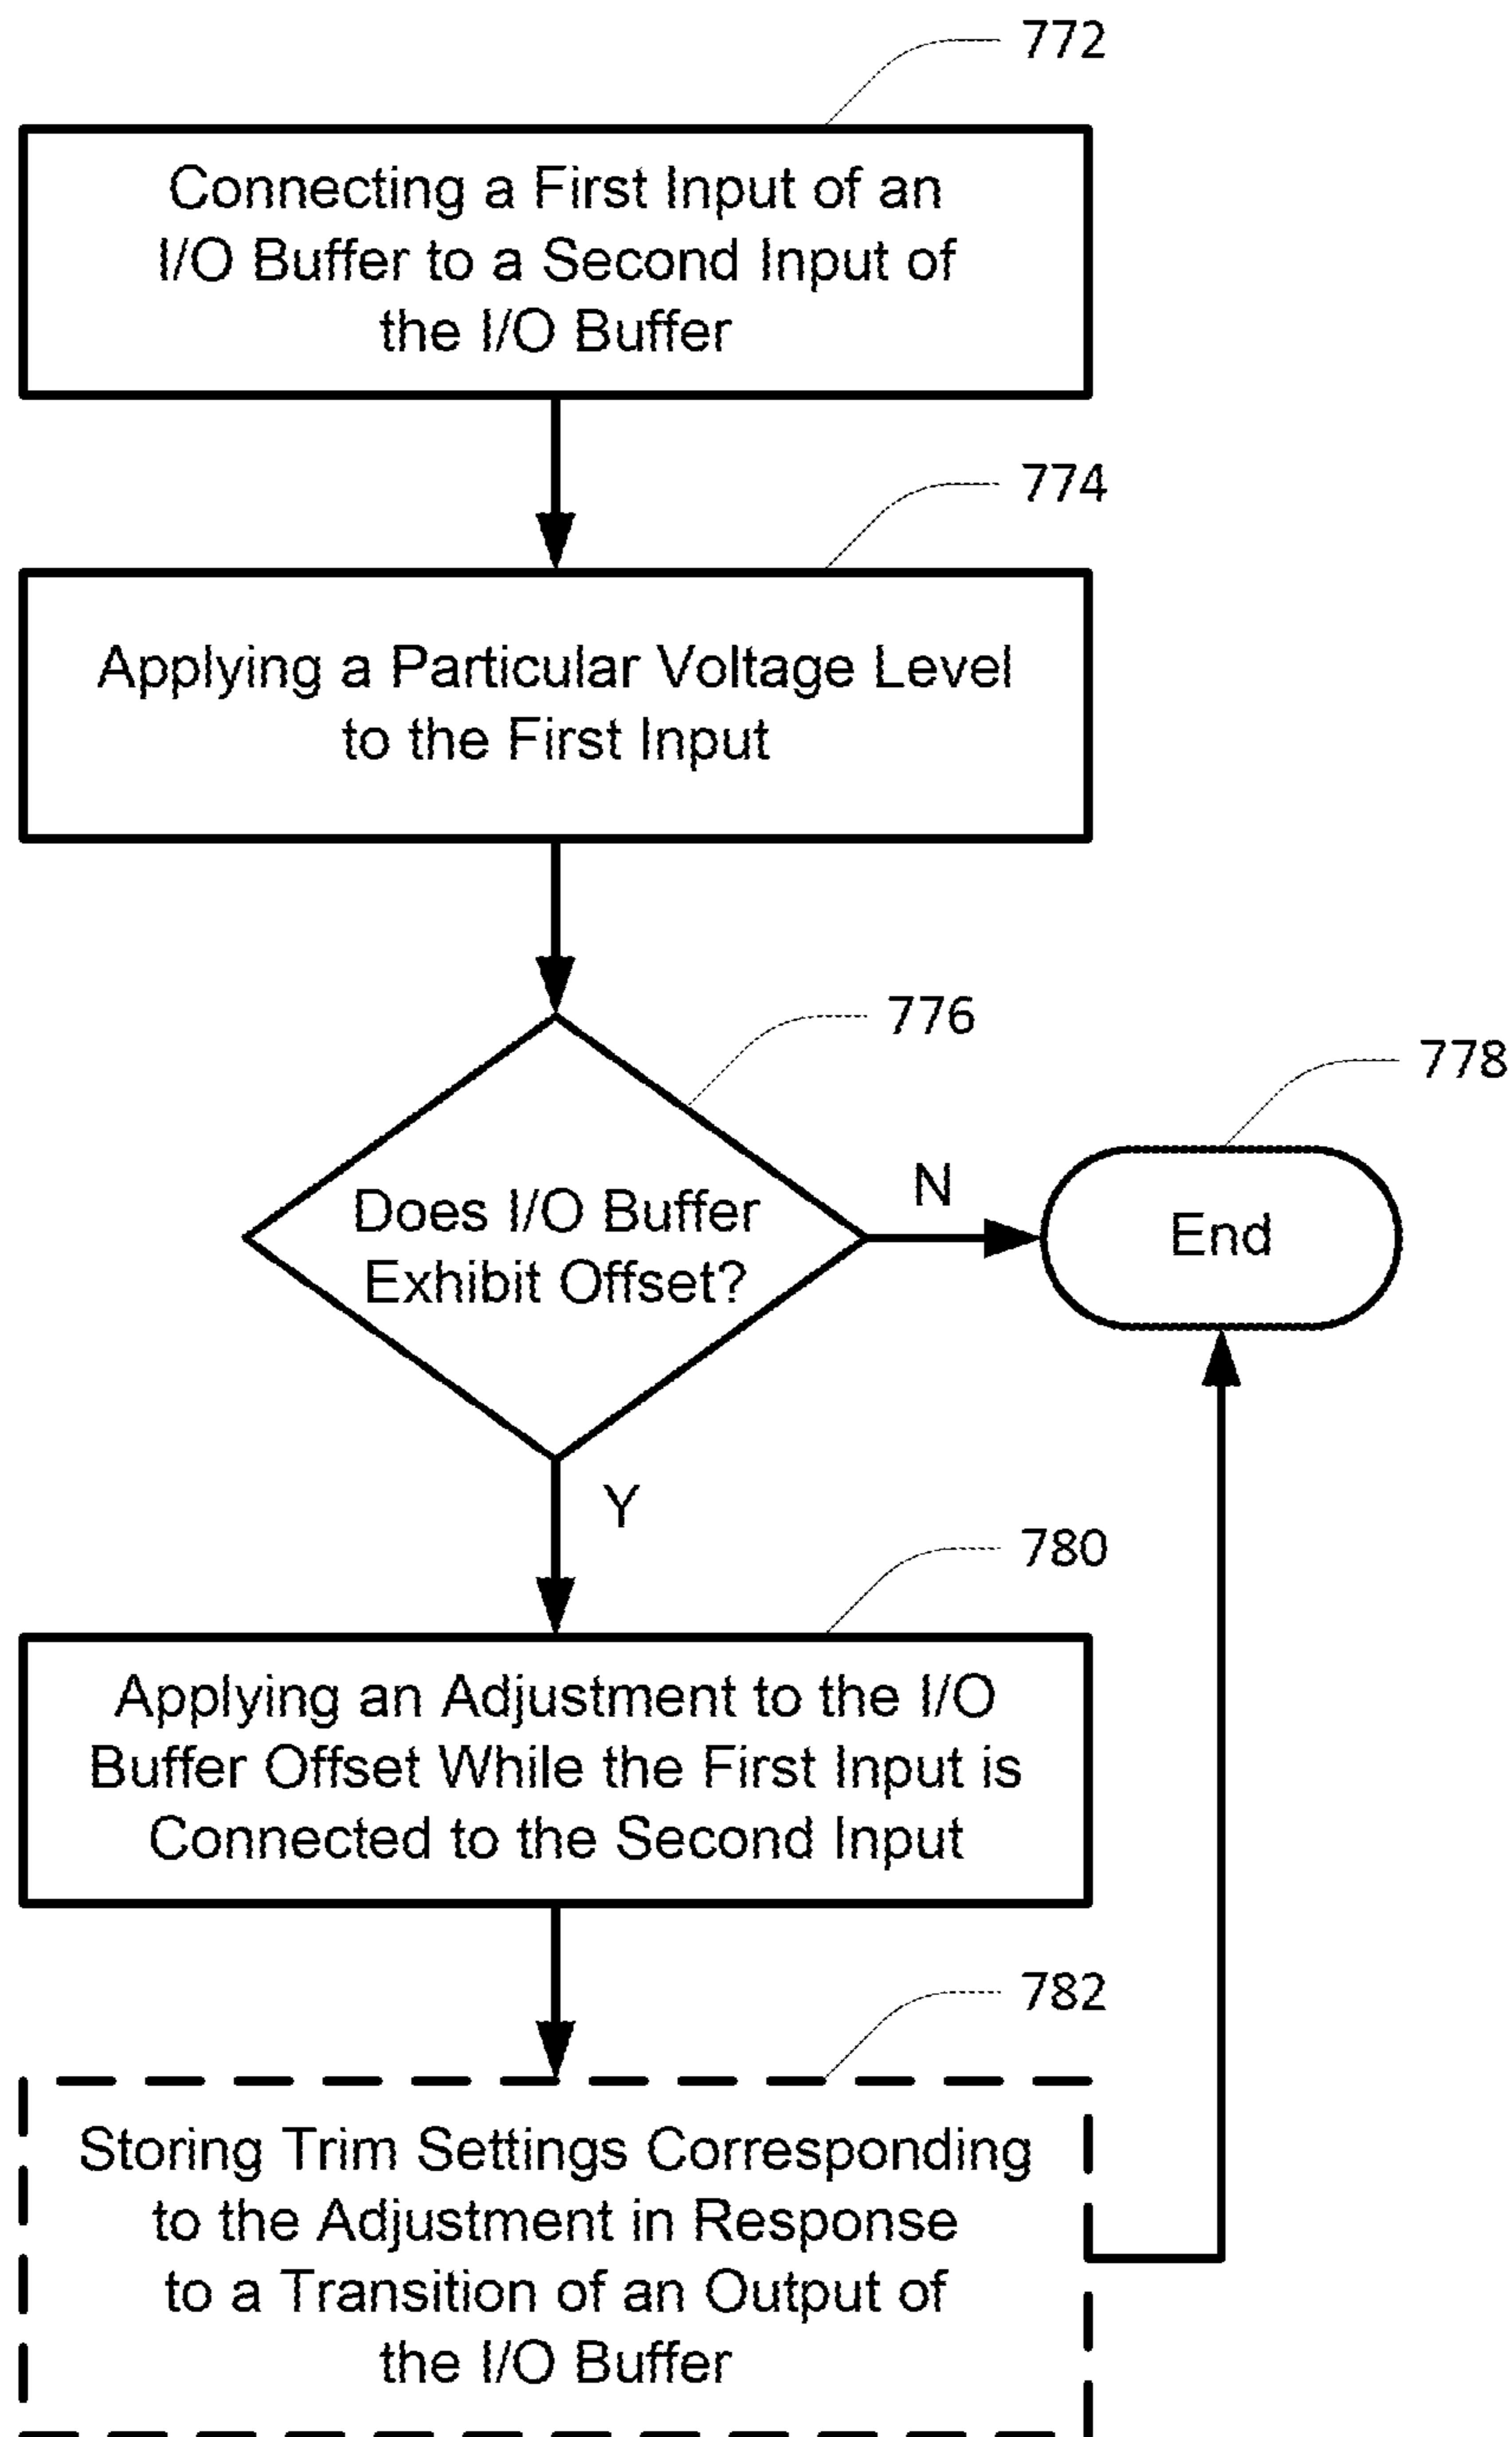 772
Connecting a First Input of an
I/O Buffer to a Second Input of
the I/O Buffer
774
Applying a Particular Voltage Level
to the First Input
776
778
Does I/O Buffer
Exhibit Offset?
N
End
Y
780
Applying an Adjustment to the I/O
Buffer Offset While the First Input is
Connected to the Second Input
782
Storing Trim Settings Corresponding
to the Adjustment in Response
to a Transition of an Output of
the I/O Buffer